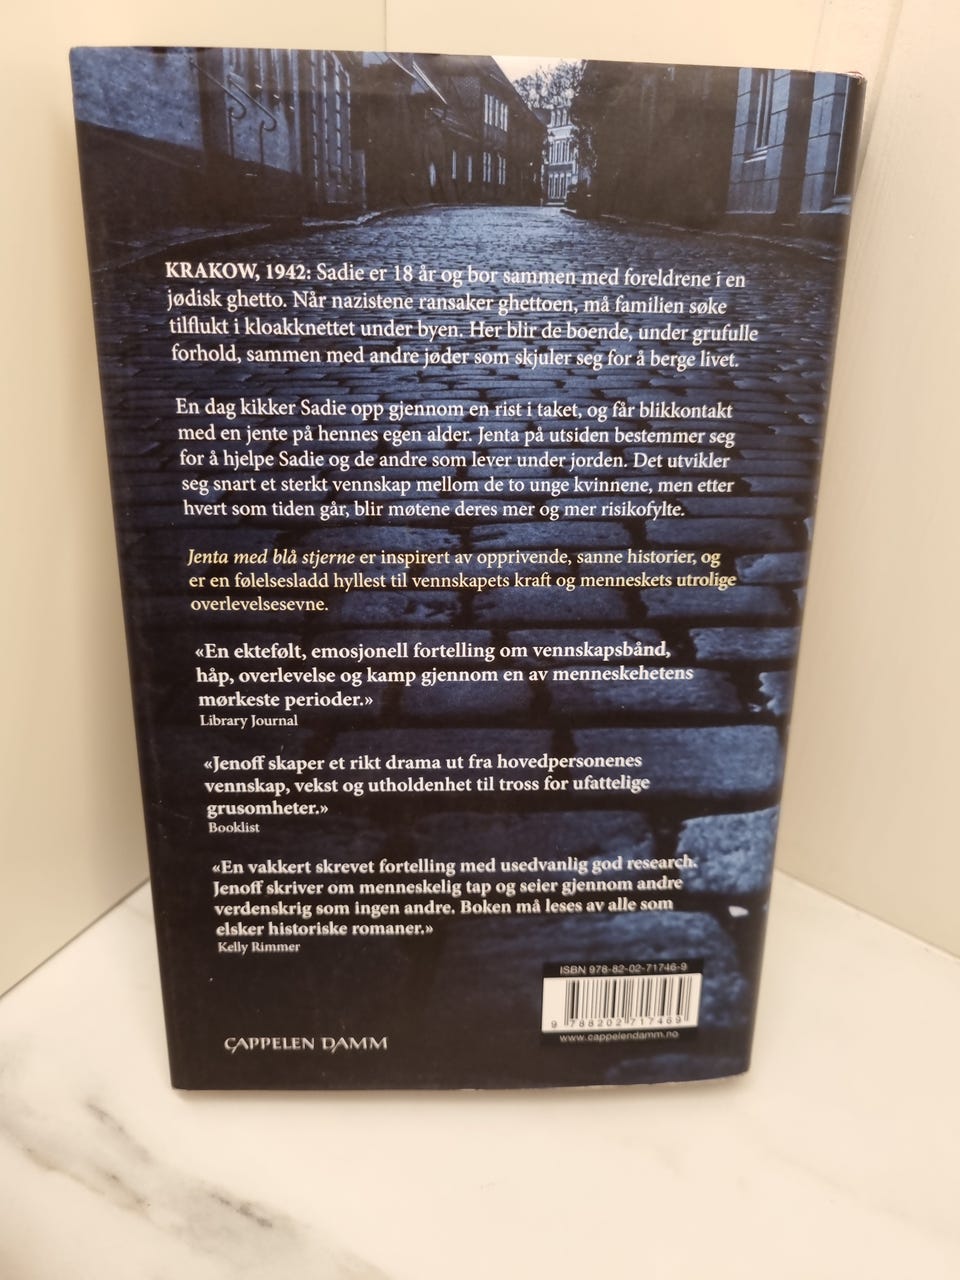 KRAKOW, 1942: Sadie er 18 år og bor sammen med foreldrene i en
jødisk ghetto. Når nazistene ransaker ghettoen, må familien søke
tilflukt i kloakknettet under byen. Her blir de boende, under grufulle
forhold, sammen med andre jøder som skjuler seg for å berge livet.
En dag kikker Sadie opp gjennom en rist i taket, og får blikkontakt
med en jente på hennes egen alder. Jenta på utsiden bestemmer seg
for å hjelpe Sadie og de andre som lever under jorden. Det utvikler
seg snart et sterkt vennskap mellom de to unge kvinnene, men etter
hvert som tiden går, blir møtene deres mer og mer risikofylte.
Jenta med blå stjerne er inspirert av opprivende, sanne historier, og
er en følelsesladd hyllest til vennskapets kraft og menneskets utrolige
overlevelsesevne.
«En ektefølt, emosjonell fortelling om vennskapsbånd,
håp, overlevelse og kamp gjennom en av menneskehetens
mørkeste perioder.»
Library Journal
«Jenoff skaper et rikt drama ut fra hovedpersonenes
vennskap, vekst og utholdenhet til tross for ufattelige
grusomheter.»
Booklist
«En vakkert skrevet fortelling med usedvanlig god research.
Jenoff skriver om menneskelig tap og seier gjennom andre
verdenskrig som ingen andre. Boken må leses av alle som
elsker historiske romaner.»
Kelly Rimmer
ISBN 978-82-02-71746-9
9 788202 717469
www.cappelendamm.no
CAPPELEN DAMM